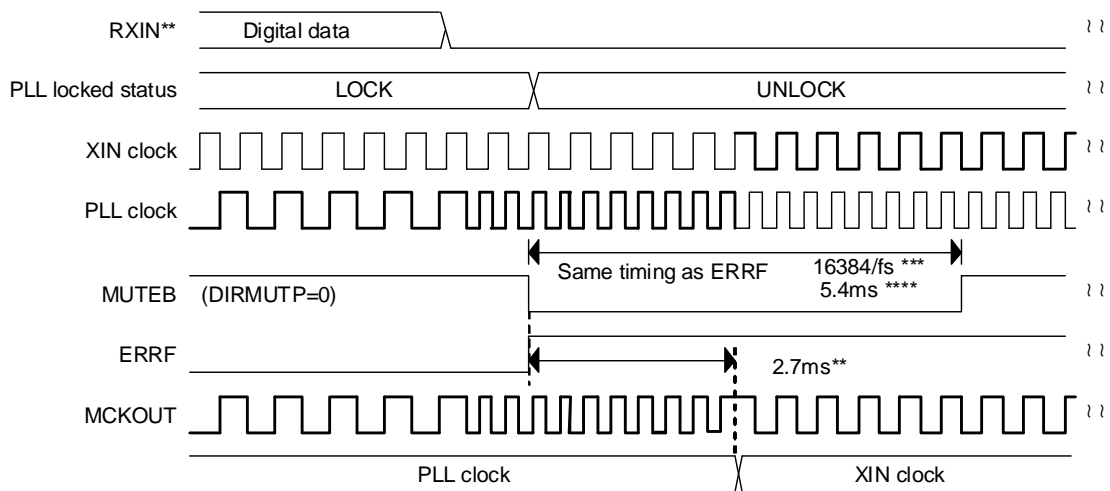 RXIN**
Digital data
PLL locked status
LOCK
UNLOCK
XIN clock
PLL clock
Same timing as ERRF
16384/fs ***
5.4ms ****
MUTEB
(DIRMUTP=0)
ERRF
2.7ms**
MCKOUT
PLL clock
XIN clock